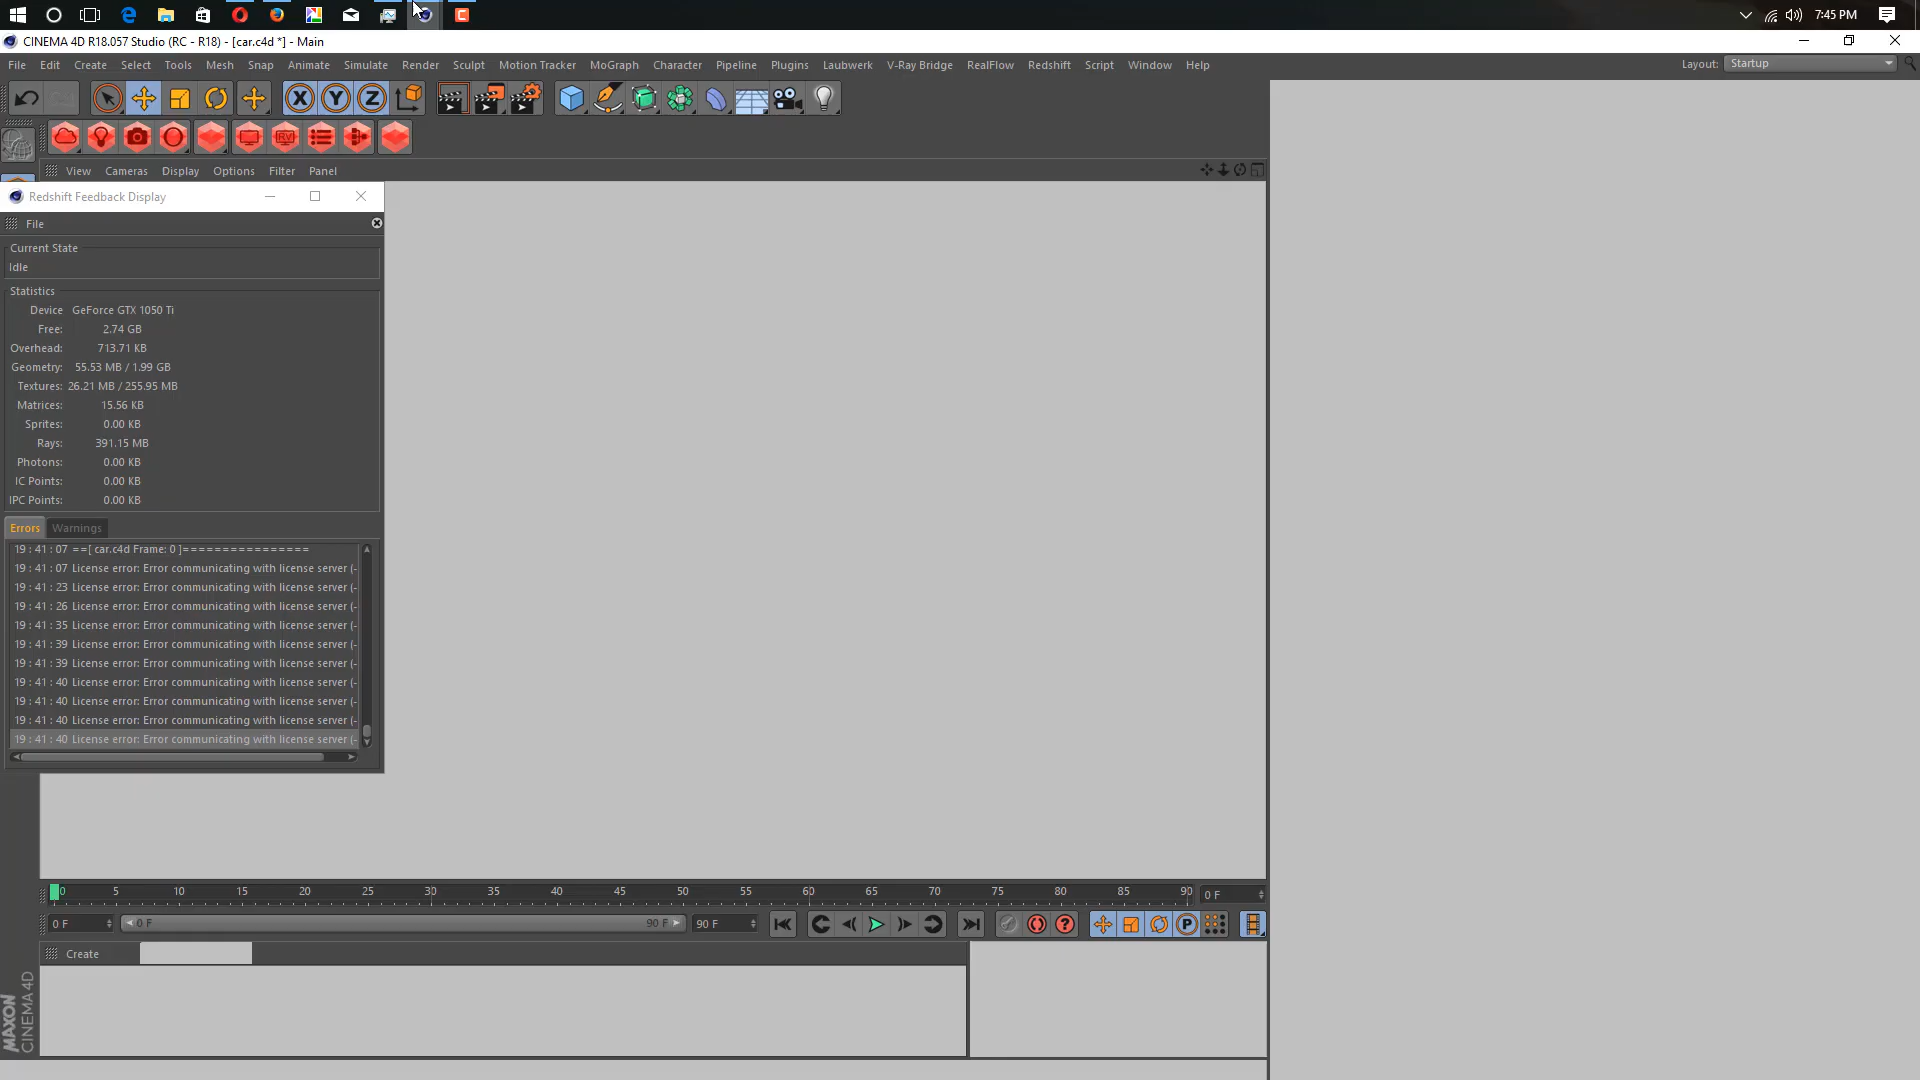 7:45 PM
CINEMA 4D R18.057 Studio (RC - R18) - [car.c4d *] - Main
File Edit Create Select Tools Mesh Snap Animate Simulate Render Sculpt Motion Tracker MoGraph Character Pipeline Plugins Laubwerk V-Ray Bridge RealFlow Redshift Script Window Help Layout: Startup
X Y Z
RV
View Cameras Display Options Filter Panel
Redshift Feedback Display
File
Current State
Idle
Statistics
Device GeForce GTX 1050 Ti
Free: 2.74 GB
Overhead: 713.71 KB
Geometry: 55.53 MB / 1.99 GB
Textures: 26.21 MB / 255.95 MB
Matrices: 15.56 KB
Sprites: 0.00 KB
Rays: 391.15 MB
Photons: 0.00 KB
IC Points: 0.00 KB
IPC Points: 0.00 KB
Errors Warnings
19 : 41 : 07 ==[ car.c4d Frame: 0 ]================
19 : 41 : 07 License error: Error communicating with license server (-
19 : 41 : 23 License error: Error communicating with license server (-
19 : 41 : 26 License error: Error communicating with license server (-
19 : 41 : 35 License error: Error communicating with license server (-
19 : 41 : 39 License error: Error communicating with license server (-
19 : 41 : 39 License error: Error communicating with license server (-
19 : 41 : 40 License error: Error communicating with license server (-
19 : 41 : 40 License error: Error communicating with license server (-
19 : 41 : 40 License error: Error communicating with license server (-
19 : 41 : 40 License error: Error communicating with license server (-
0 5 10 15 20 25 30 35 40 45 50 55 60 65 70 75 80 85 90 0 F
0 F 0 F 90 F 90 F ? P
Create
MAXON
CINEMA 4D